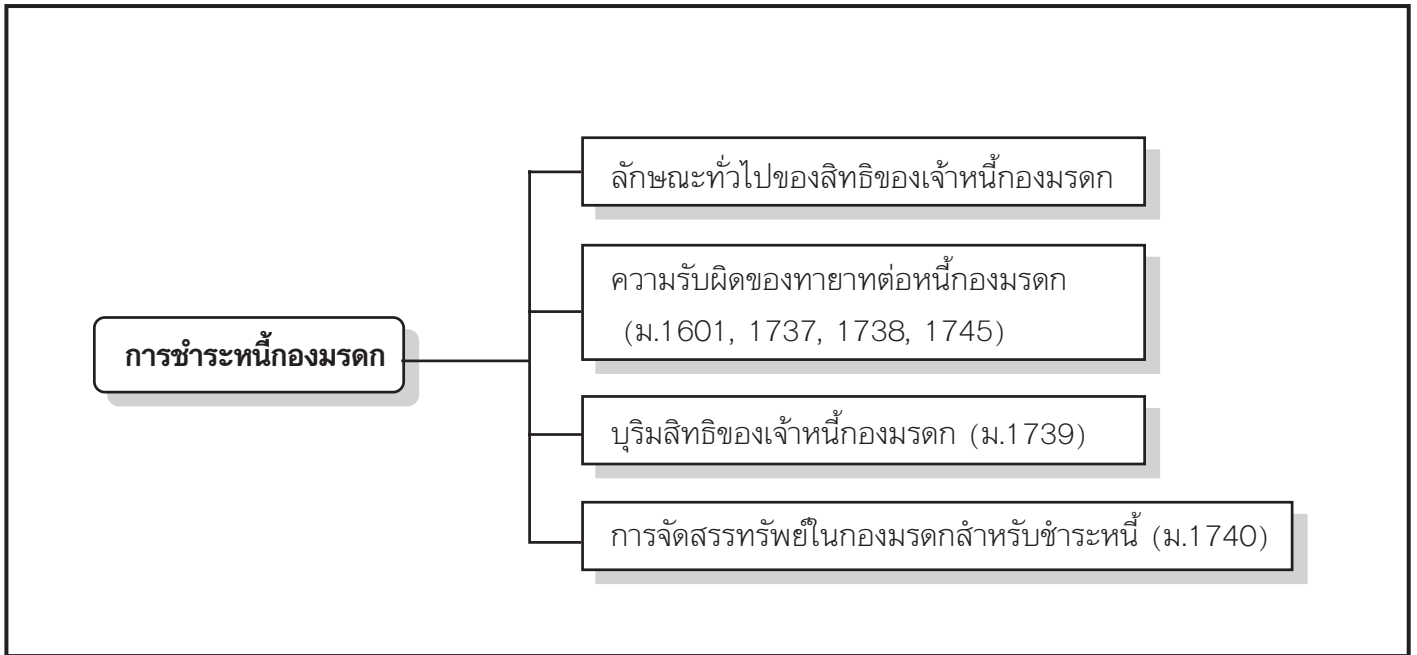 การชำระหนี้กองมรดก
ลักษณะทั่วไปของสิทธิของเจ้าหนี้กองมรดก
ความรับผิดของทายาทต่อหนี้กองมรดก
(ม.1601, 1737, 1738, 1745)
บุริมสิทธิของเจ้าหนี้กองมรดก (ม.1739)
การจัดสรรทรัพย์ในกองมรดกสำหรับชำระหนี้ (ม.1740)